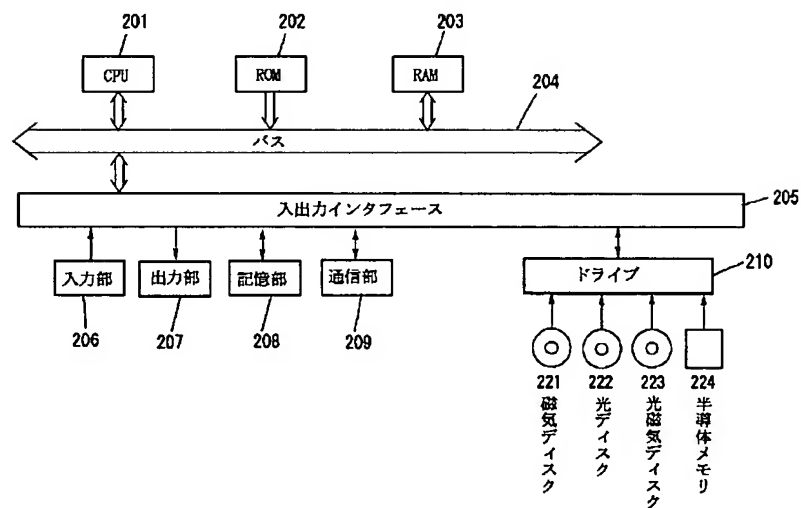 201
202
203
CPU
ROM
RAM
204
バス
入出力インタフェース
205
入力部
出力部
記憶部
通信部
ドライブ
210
206
207
208
209
221
222
223
224
磁気ディスク
光ディスク
光磁気ディスク
半導体メモリ